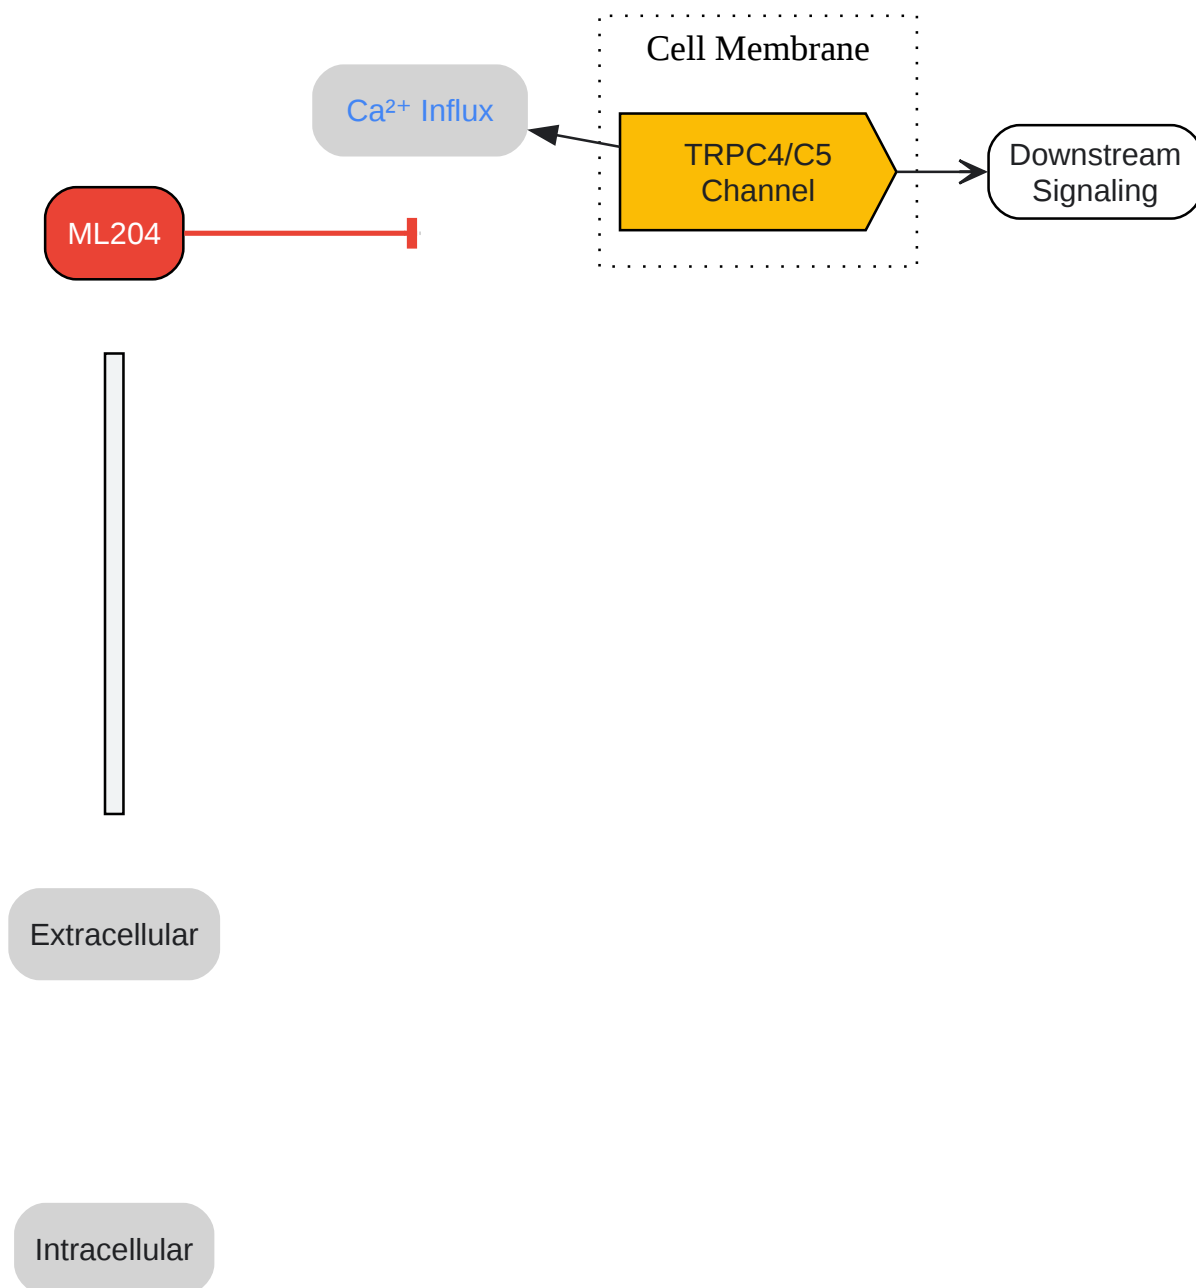 Cell Membrane
Ca²⁺ Influx
TRPC4/C5
Channel
Downstream
Signaling
ML204
Extracellular
Intracellular